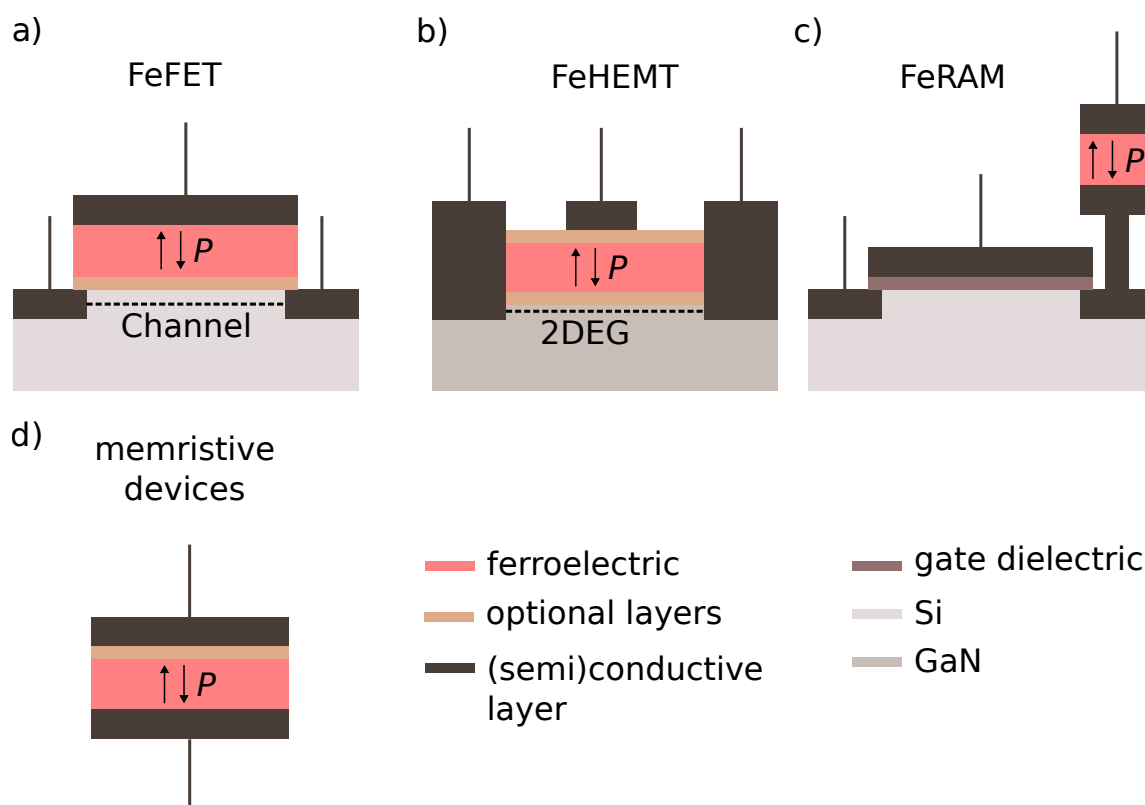 a)
FeFET
P
Channel
b)
FeHEMT
P
2DEG
c)
FeRAM
P
d)
memristive
devices
P
ferroelectric
optional layers
(semi)conductive
layer
gate dielectric
Si
GaN